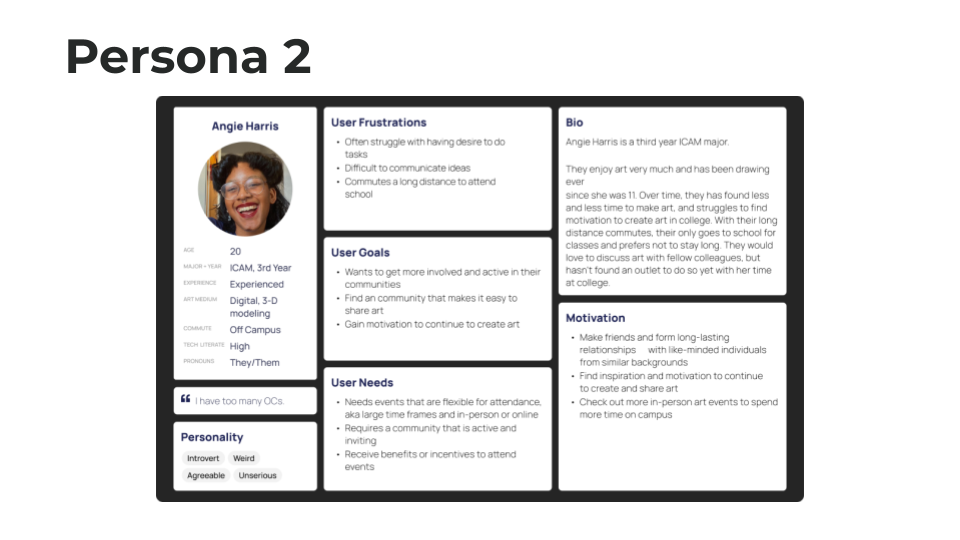 Persona 2
Angie Harris
AGE 20
MAJOR + YEAR ICAM, 3rd Year
EXPERIENCE Experienced
ART MEDIUM Digital, 3-D
modeling
COMMUTE Off Campus
TECH LITERATE High
PRONOUNS They/Them
“ I have too many OCs.
Personality
Introvert Weird
Agreeable Unserious
User Frustrations
• Often struggle with having desire to do
tasks
• Difficult to communicate ideas
• Commutes a long distance to attend
school
User Goals
• Wants to get more involved and active in their
communities
• Find an community that makes it easy to
share art
• Gain motivation to continue to create art
User Needs
• Needs events that are flexible for attendance,
aka large time frames and in-person or online
• Requires a community that is active and
inviting
• Receive benefits or incentives to attend
events
Bio
Angie Harris is a third year ICAM major.
They enjoy art very much and has been drawing
ever
since she was 11. Over time, they has found less
and less time to make art, and struggles to find
motivation to create art in college. With their long
distance commutes, their only goes to school for
classes and prefers not to stay long. They would
love to discuss art with fellow colleagues, but
hasn't found an outlet to do so yet with her time
at college.
Motivation
• Make friends and form long-lasting
relationships with like-minded individuals
from similar backgrounds
• Find inspiration and motivation to continue
to create and share art
• Check out more in-person art events to spend
more time on campus